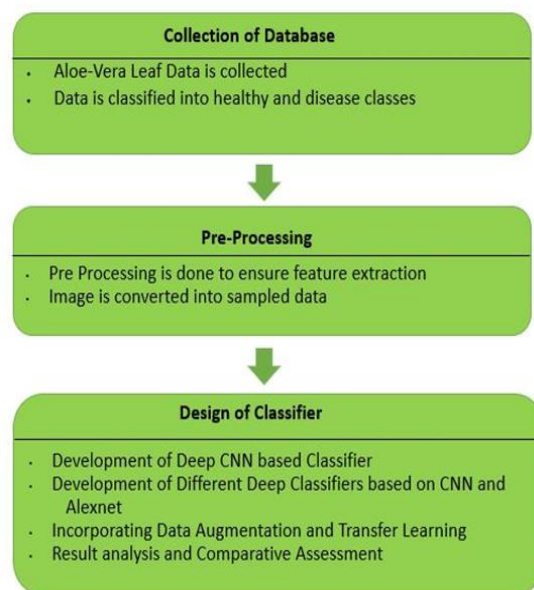 Collection of Database
· Aloe-Vera Leaf Data is collected
· Data is classified into healthy and disease classes
Pre-Processing
· Pre Processing is done to ensure feature extraction
· Image is converted into sampled data
Design of Classifier
· Development of Deep CNN based Classifier
· Development of Different Deep Classifiers based on CNN and
Alexnet
· Incorporating Data Augmentation and Transfer Learning
· Result analysis and Comparative Assessment